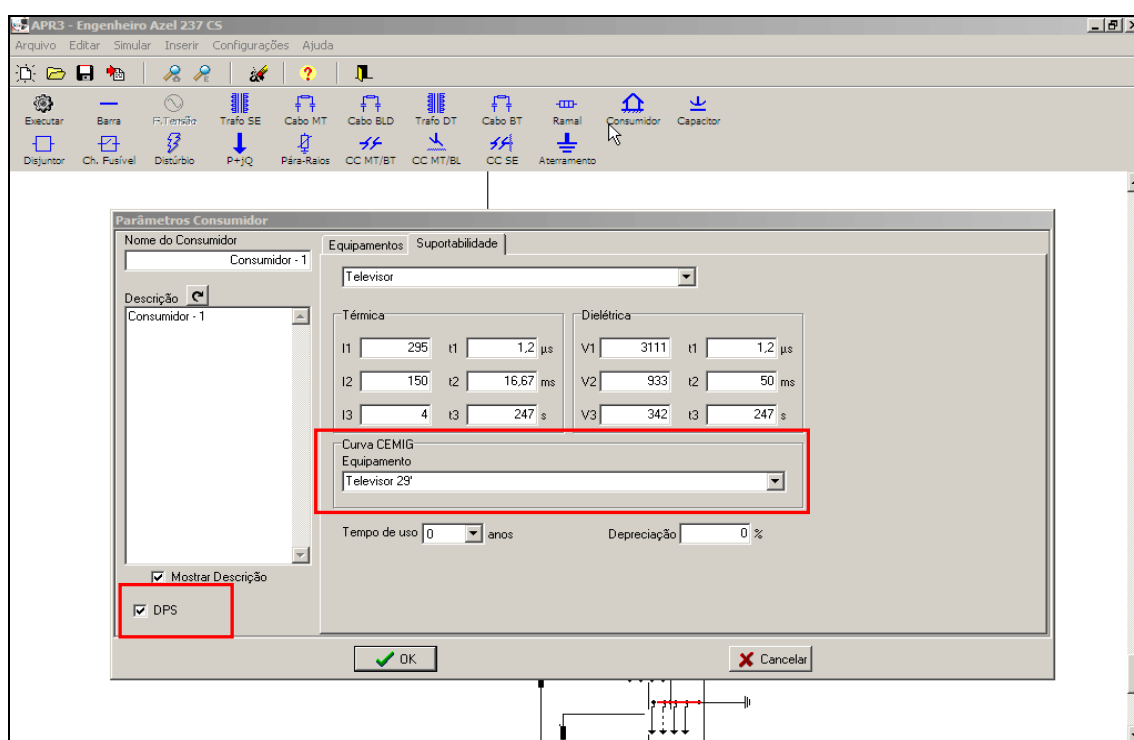 APR3 - Engenheiro Azel 237 CS
Arquivo Editar Simular Inserir Configurações Ajuda
Executar Barra F.Tensão Trafo SE Cabo MT Cabo BLD Trafo DT Cabo BT Ramal Consumidor Capacitor
Disjuntor Ch. Fusível Distúrbio P+jQ Pára-Raios CC MT/BT CC MT/BL CC SE Aterramento
Parâmetros Consumidor
Nome do Consumidor
Consumidor - 1
Descrição
Consumidor - 1
Mostrar Descrição
DPS
Equipamentos Suportabilidade
Televisor
Térmica
I1 295 t1 1,2 µs
I2 150 t2 16,67 ms
I3 4 t3 247 s
Dielétrica
V1 3111 t1 1,2 µs
V2 933 t2 50 ms
V3 342 t3 247 s
Curva CEMIG
Equipamento
Televisor 29'
Tempo de uso 0 anos Depreciação 0 %
OK Cancelar